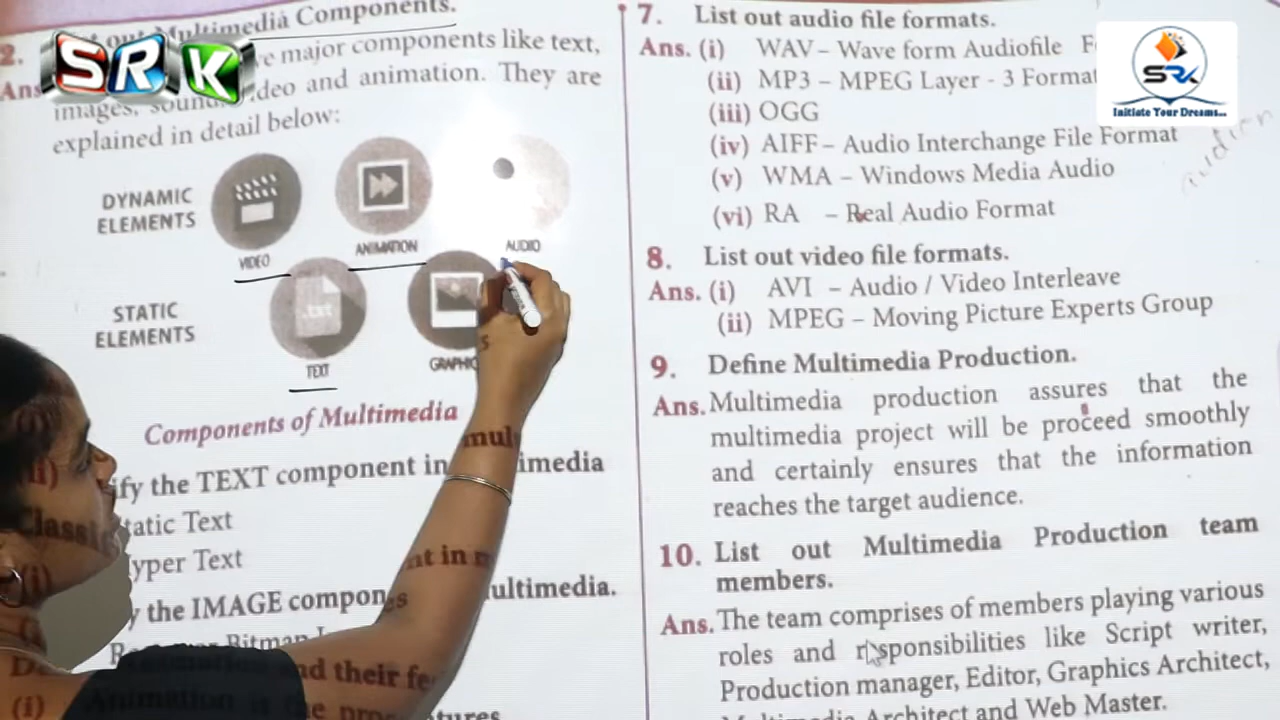 2. out Multimedia Components.
SRK
Ans ve major components like text,
images, sound, video and animation. They are
explained in detail below:
DYNAMIC
ELEMENTS
VIDEO
ANIMATION
AUDIO
STATIC
ELEMENTS
.txt
TEXT
GRAPHIC
Components of Multimedia
ify the TEXT component in multimedia
Static Text
Hyper Text
y the IMAGE compon ultimedia.
7. List out audio file formats.
Ans. (i) WAV – Wave form Audiofile F
(ii) MP3 – MPEG Layer - 3 Format
(iii) OGG
(iv) AIFF – Audio Interchange File Format
(v) WMA – Windows Media Audio
(vi) RA – Real Audio Format
8. List out video file formats.
Ans. (i) AVI – Audio / Video Interleave
(ii) MPEG – Moving Picture Experts Group
9. Define Multimedia Production.
Ans. Multimedia production assures that the
multimedia project will be proceed smoothly
and certainly ensures that the information
reaches the target audience.
10. List out Multimedia Production team
members.
Ans. The team comprises of members playing various
roles and responsibilities like Script writer,
Production manager, Editor, Graphics Architect,
Multimedia Architect and Web Master.
SRK
Initiate Your Dreams...